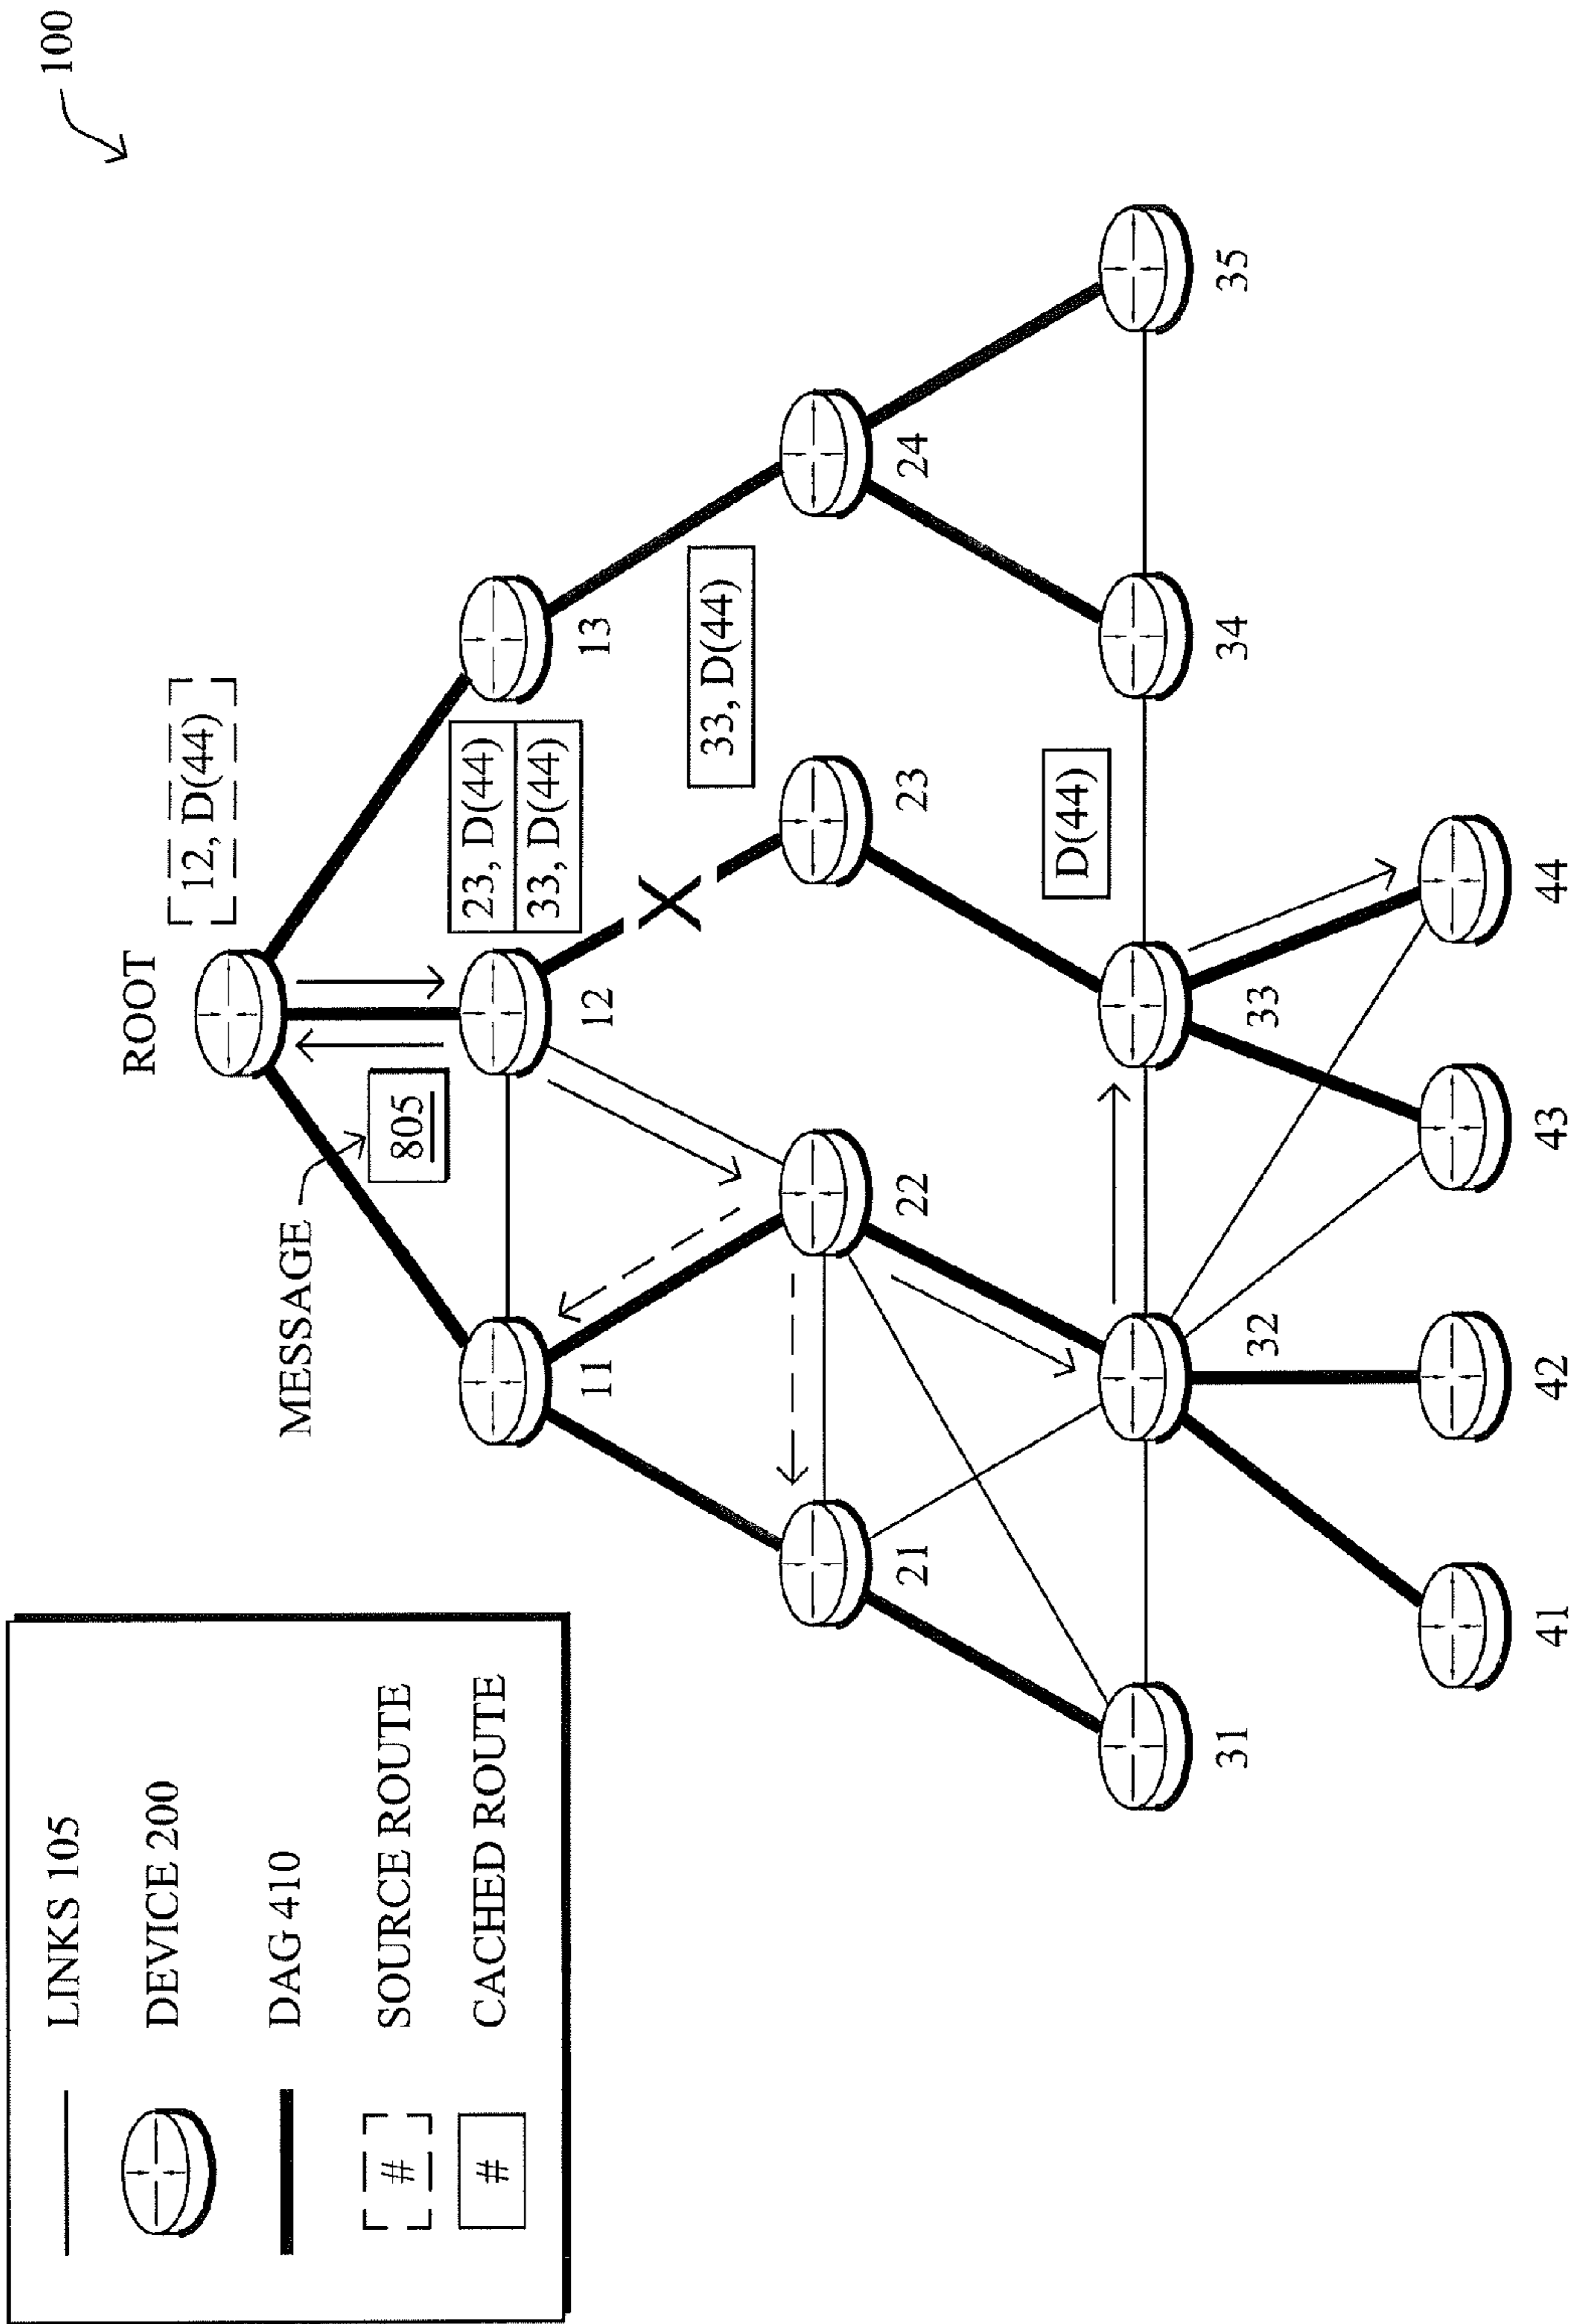 100
LINKS 105
DEVICE 200
DAG 410
# SOURCE ROUTE
# CACHED ROUTE
ROOT
12, D(44)
MESSAGE
805
23, D(44)
33, D(44)
11
12
13
33, D(44)
21
22
23
24
D(44)
31
32
33
34
35
41
42
43
44